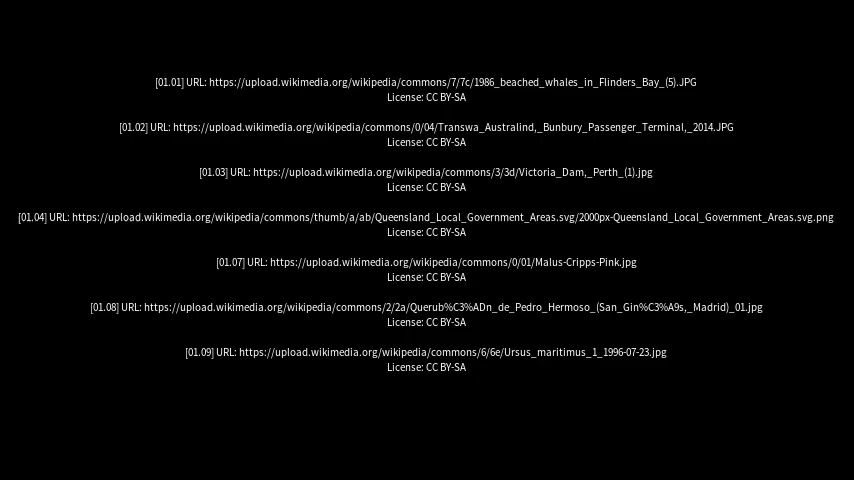 [01.01] URL: https://upload.wikimedia.org/wikipedia/commons/7/7c/1986_beached_whales_in_Flinders_Bay_(5).JPG
License: CC BY-SA
[01.02] URL: https://upload.wikimedia.org/wikipedia/commons/0/04/Transwa_Australind,_Bunbury_Passenger_Terminal,_2014.JPG
License: CC BY-SA
[01.03] URL: https://upload.wikimedia.org/wikipedia/commons/3/3d/Victoria_Dam,_Perth_(1).jpg
License: CC BY-SA
[01.04] URL: https://upload.wikimedia.org/wikipedia/commons/thumb/a/ab/Queensland_Local_Government_Areas.svg/2000px-Queensland_Local_Government_Areas.svg.png
License: CC BY-SA
[01.07] URL: https://upload.wikimedia.org/wikipedia/commons/0/01/Malus-Cripps-Pink.jpg
License: CC BY-SA
[01.08] URL: https://upload.wikimedia.org/wikipedia/commons/2/2a/Querub%C3%ADn_de_Pedro_Hermoso_(San_Gin%C3%A9s,_Madrid)_01.jpg
License: CC BY-SA
[01.09] URL: https://upload.wikimedia.org/wikipedia/commons/6/6e/Ursus_maritimus_1_1996-07-23.jpg
License: CC BY-SA